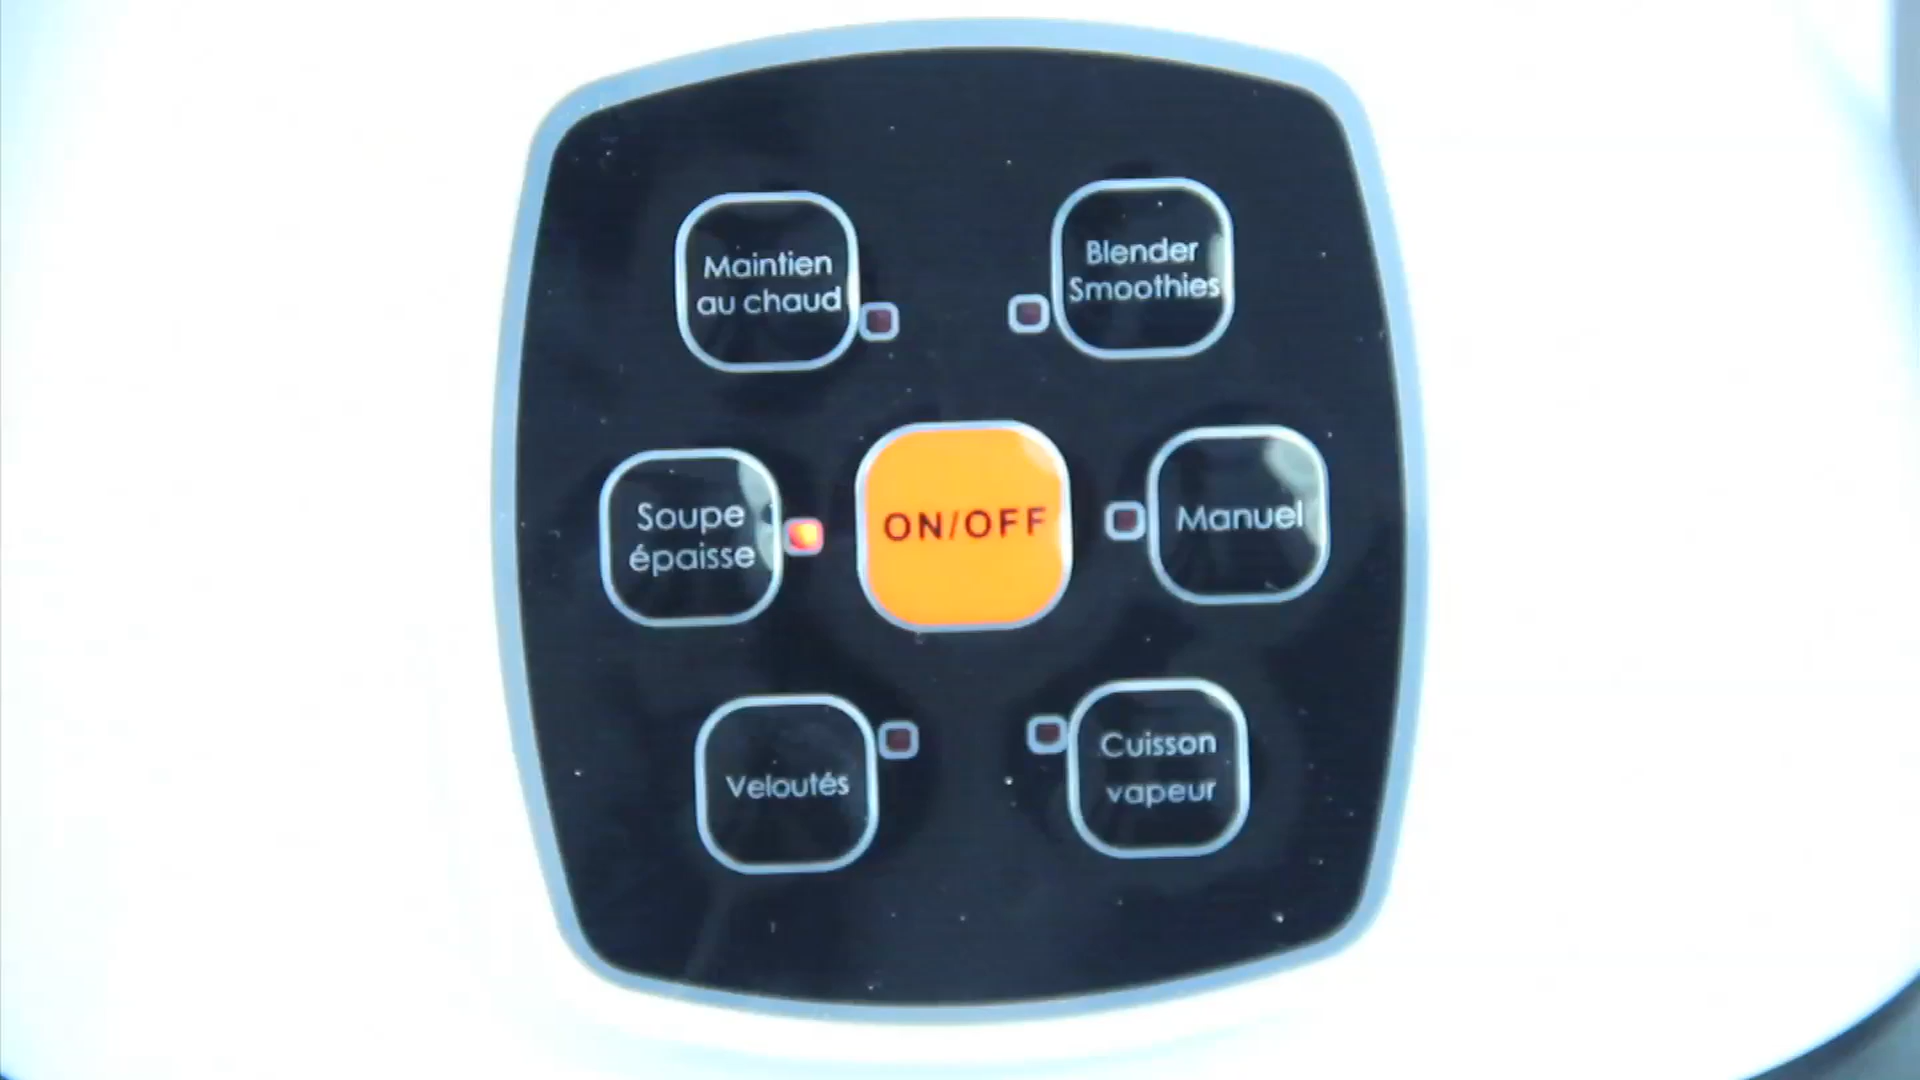 Maintien
au chaud
Blender
Smoothies
Soupe
épaisse
ON/OFF
Manuel
Veloutés
Cuisson
vapeur